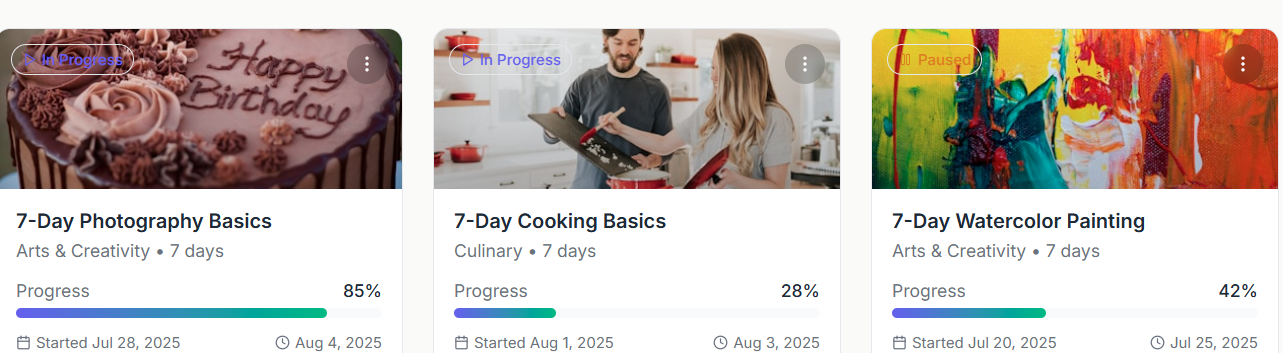 In Progress
Happy
Birthday
7-Day Photography Basics
Arts & Creativity • 7 days
Progress 85%
Started Jul 28, 2025 Aug 4, 2025
In Progress
7-Day Cooking Basics
Culinary • 7 days
Progress 28%
Started Aug 1, 2025 Aug 3, 2025
Paused
7-Day Watercolor Painting
Arts & Creativity • 7 days
Progress 42%
Started Jul 20, 2025 Jul 25, 2025